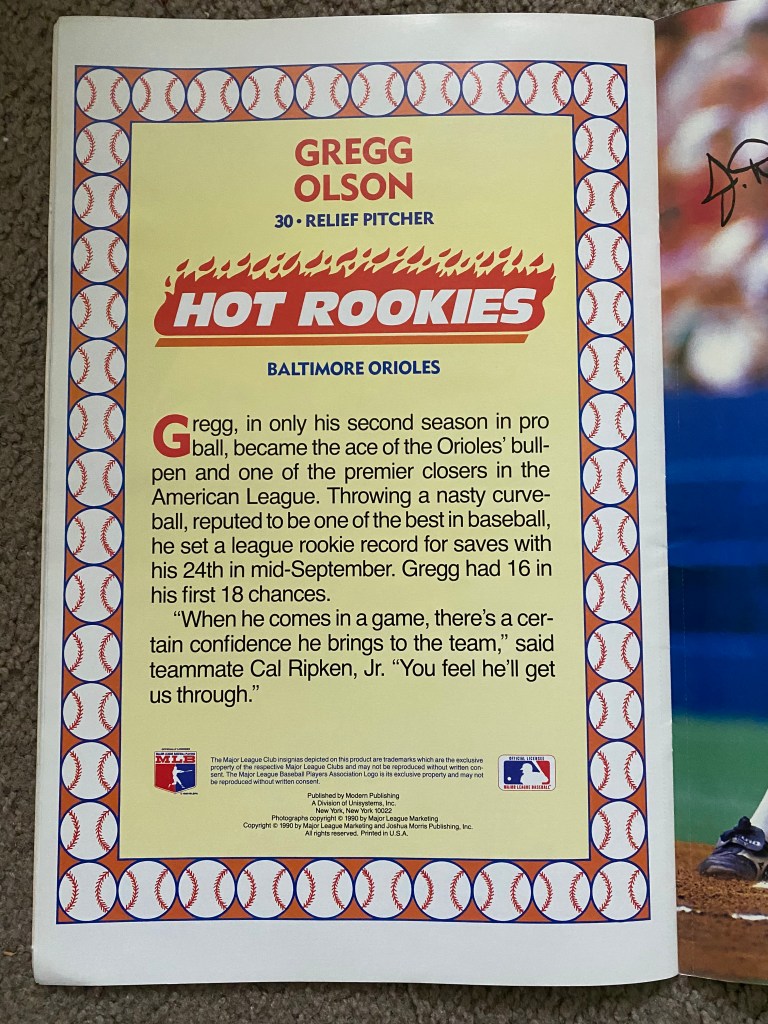 GREGG
OLSON
30 • RELIEF PITCHER
HOT ROOKIES
BALTIMORE ORIOLES
Gregg, in only his second season in pro
ball, became the ace of the Orioles' bull-
pen and one of the premier closers in the
American League. Throwing a nasty curve-
ball, reputed to be one of the best in baseball,
he set a league rookie record for saves with
his 24th in mid-September. Gregg had 16 in
his first 18 chances.
"When he comes in a game, there's a cer-
tain confidence he brings to the team," said
teammate Cal Ripken, Jr. "You feel he'll get
us through."
MLB
The Major League Club insignias depicted on this product are trademarks which are the exclusive
property of the respective Major League Clubs and may not be reproduced without written con-
sent. The Major League Baseball Players Association Logo is its exclusive property and may not
be reproduced without written consent.
OFFICIAL LICENSEE
MAJOR LEAGUE BASEBALL
Published by Modern Publishing
A Division of Unisystems, Inc.
New York, New York 10022
Photographs copyright © 1990 by Major League Marketing
Copyright © 1990 by Major League Marketing and Joshua Morris Publishing, Inc.
All rights reserved. Printed in U.S.A.